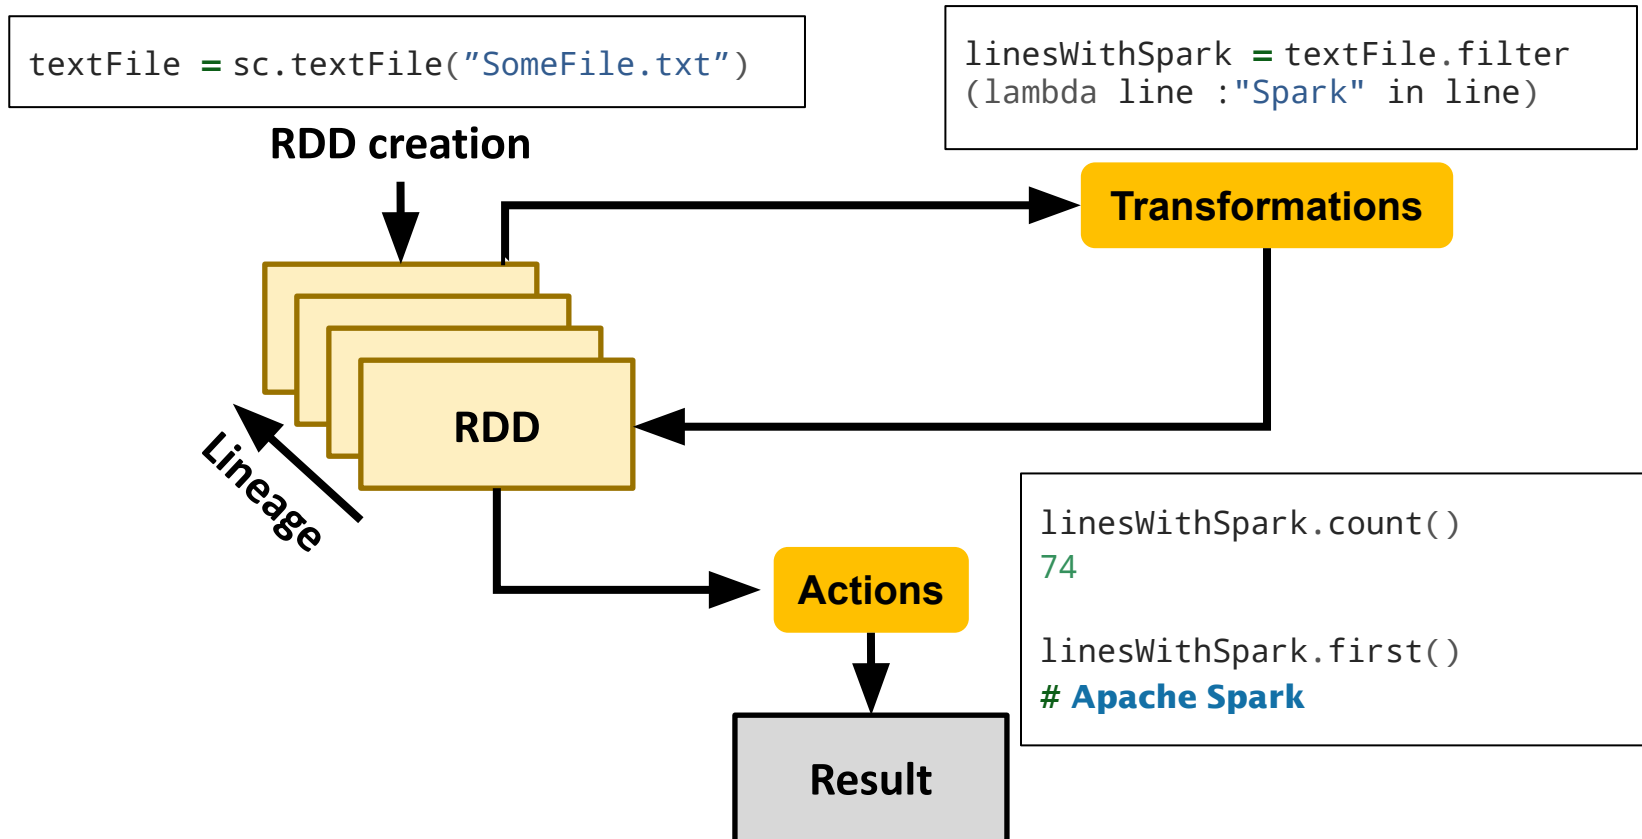 textFile = sc.textFile(”SomeFile.txt”)
linesWithSpark = textFile.filter
(lambda line :"Spark" in line)
RDD creation
Transformations
RDD
Lineage
linesWithSpark.count()
74
linesWithSpark.first()
# Apache Spark
Actions
Result